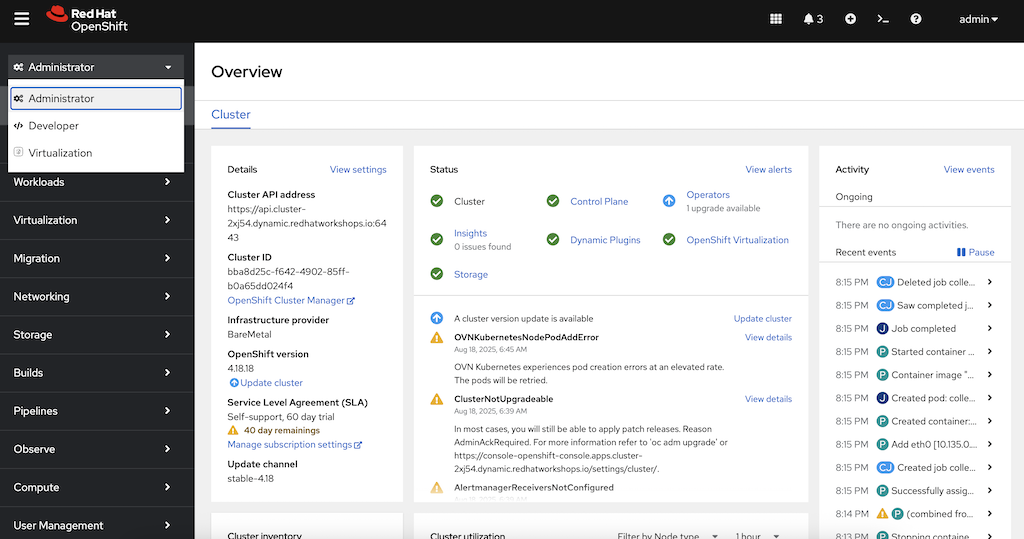 Red Hat
OpenShift
3
admin
Administrator
Administrator
Developer
Virtualization
Workloads
Virtualization
Migration
Networking
Storage
Builds
Pipelines
Observe
Compute
User Management
Overview
Cluster
Details
View settings
Cluster API address
https://api.cluster-
2xj54.dynamic.redhatworkshops.io:64
43
Cluster ID
bba8d25c-f642-4902-85ff-
b0a65dd024f4
OpenShift Cluster Manager
Infrastructure provider
BareMetal
OpenShift version
4.18.18
Update cluster
Service Level Agreement (SLA)
Self-support, 60 day trial
40 day remainings
Manage subscription settings
Update channel
stable-4.18
Cluster inventory
Status
View alerts
Cluster
Control Plane
Operators
1 upgrade available
Insights
0 issues found
Dynamic Plugins
OpenShift Virtualization
Storage
A cluster version update is available
Update cluster
OVNKubernetesNodePodAddError
View details
Aug 18, 2025, 6:45 AM
OVN Kubernetes experiences pod creation errors at an elevated rate.
The pods will be retried.
ClusterNotUpgradeable
View details
Aug 18, 2025, 6:39 AM
In most cases, you will still be able to apply patch releases. Reason
AdminAckRequired. For more information refer to 'oc adm upgrade' or
https://console-openshift-console.apps.cluster-
2xj54.dynamic.redhatworkshops.io/settings/cluster/.
AlertmanagerReceiversNotConfigured
Cluster utilization
Filter by Node type
1 hour
Activity
View events
Ongoing
There are no ongoing activities.
Recent events
Pause
8:15 PM CJ Deleted job colle...
8:15 PM CJ Saw completed j...
8:15 PM J Job completed
8:15 PM P Started container ...
8:15 PM P Container image "...
8:15 PM J Created pod: colle...
8:15 PM P Created container:...
8:15 PM P Add eth0 [10.135.0...
8:15 PM CJ Created job colle...
8:15 PM P Successfully assig...
8:14 PM P (combined fro...
8:13 PM P Stopping containe...